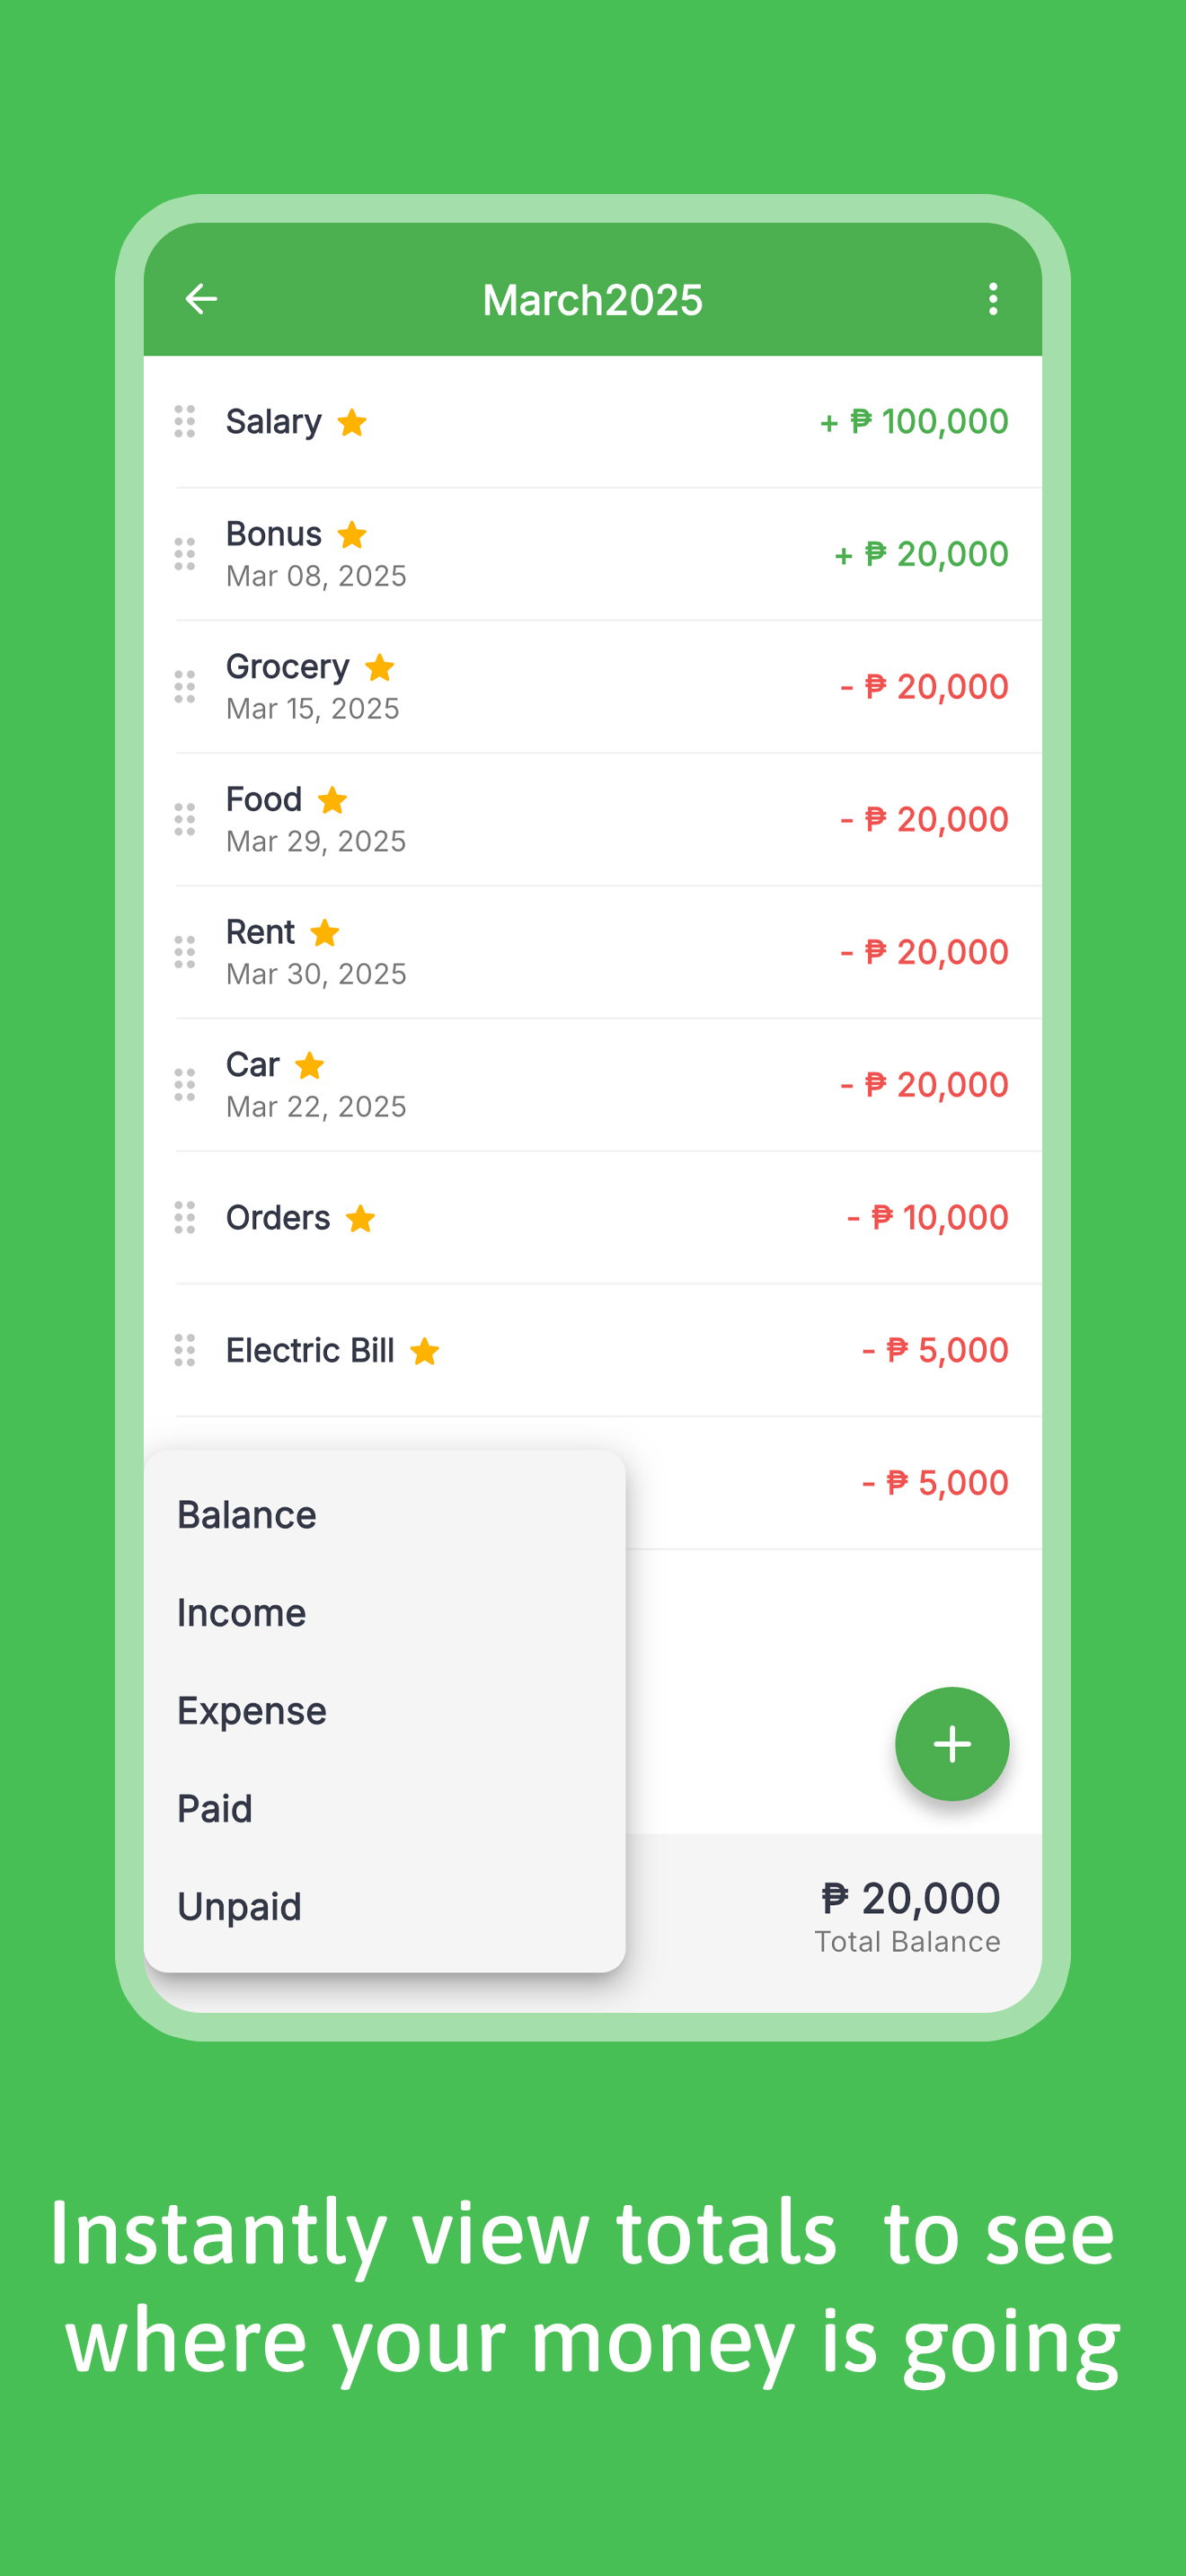 March2025
Salary + ₱ 100,000
Bonus
Mar 08, 2025
+ ₱ 20,000
Grocery
Mar 15, 2025
- ₱ 20,000
Food
Mar 29, 2025
- ₱ 20,000
Rent
Mar 30, 2025
- ₱ 20,000
Car
Mar 22, 2025
- ₱ 20,000
Orders - ₱ 10,000
Electric Bill - ₱ 5,000
- ₱ 5,000
Balance
Income
Expense
Paid
Unpaid
₱ 20,000
Total Balance
Instantly view totals to see
where your money is going